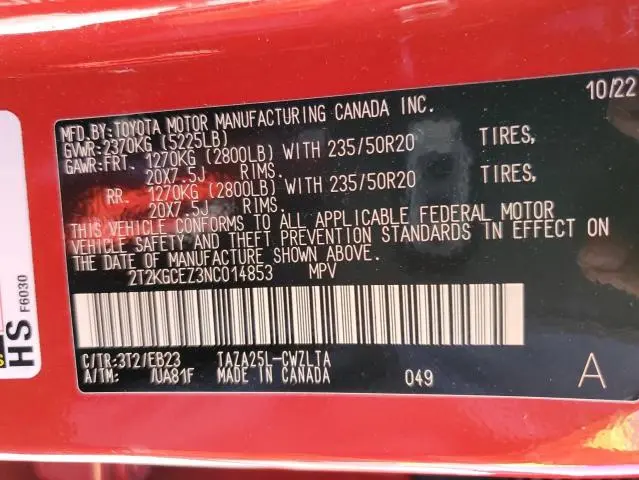 10/22
MFD.BY:TOYOTA MOTOR MANUFACTURING CANADA INC.
GVWR:2370KG (5225LB)
GAWR:FRT. 1270KG (2800LB) WITH 235/50R20 TIRES,
20X7.5J RIMS.
RR. 1270KG (2800LB) WITH 235/50R20 TIRES,
20X7.5J RIMS.
THIS VEHICLE CONFORMS TO ALL APPLICABLE FEDERAL MOTOR
VEHICLE SAFETY AND THEFT PREVENTION STANDARDS IN EFFECT ON
THE DATE OF MANUFACTURE SHOWN ABOVE.
2T2KGCEZ3NC014853 MPV
C/TR:3T2/EB23 TAZA25L-CWZLTA
A/TM: /UA81F MADE IN CANADA 049 A
HS F6030